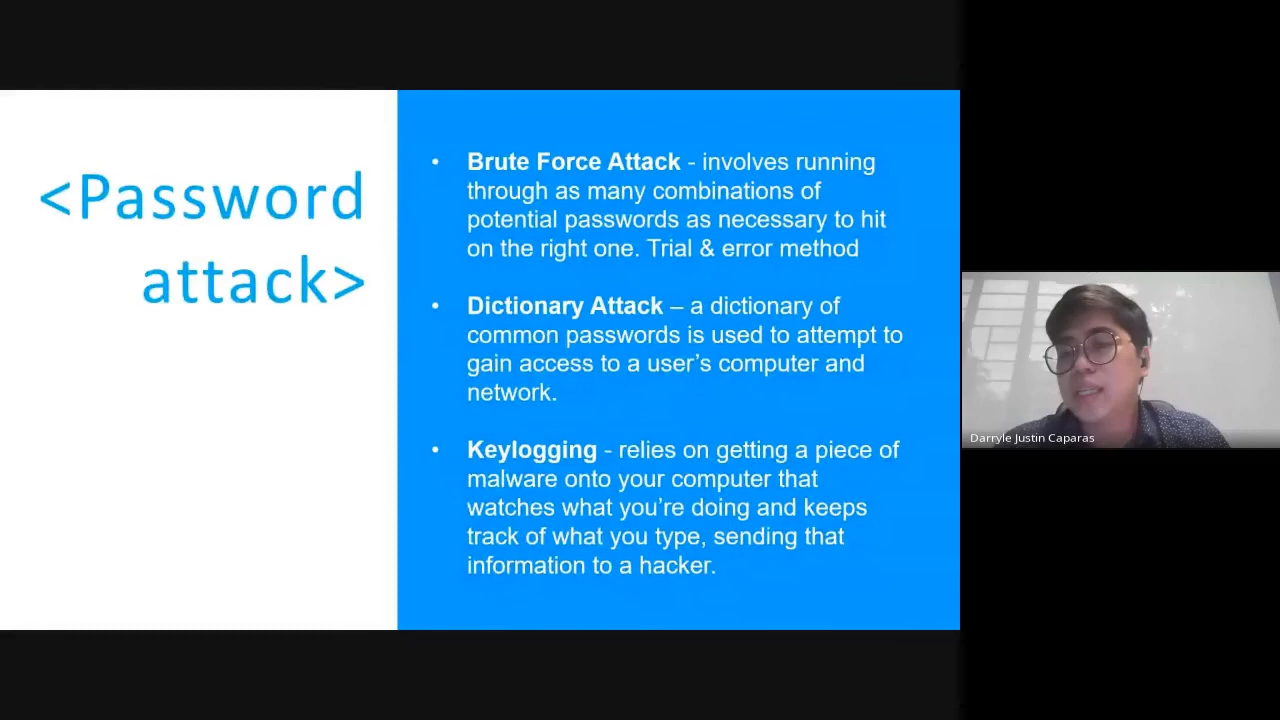 <Password
attack>
• Brute Force Attack - involves running
through as many combinations of
potential passwords as necessary to hit
on the right one. Trial & error method
• Dictionary Attack – a dictionary of
common passwords is used to attempt to
gain access to a user’s computer and
network.
• Keylogging - relies on getting a piece of
malware onto your computer that
watches what you’re doing and keeps
track of what you type, sending that
information to a hacker.
Darryle Justin Caparas